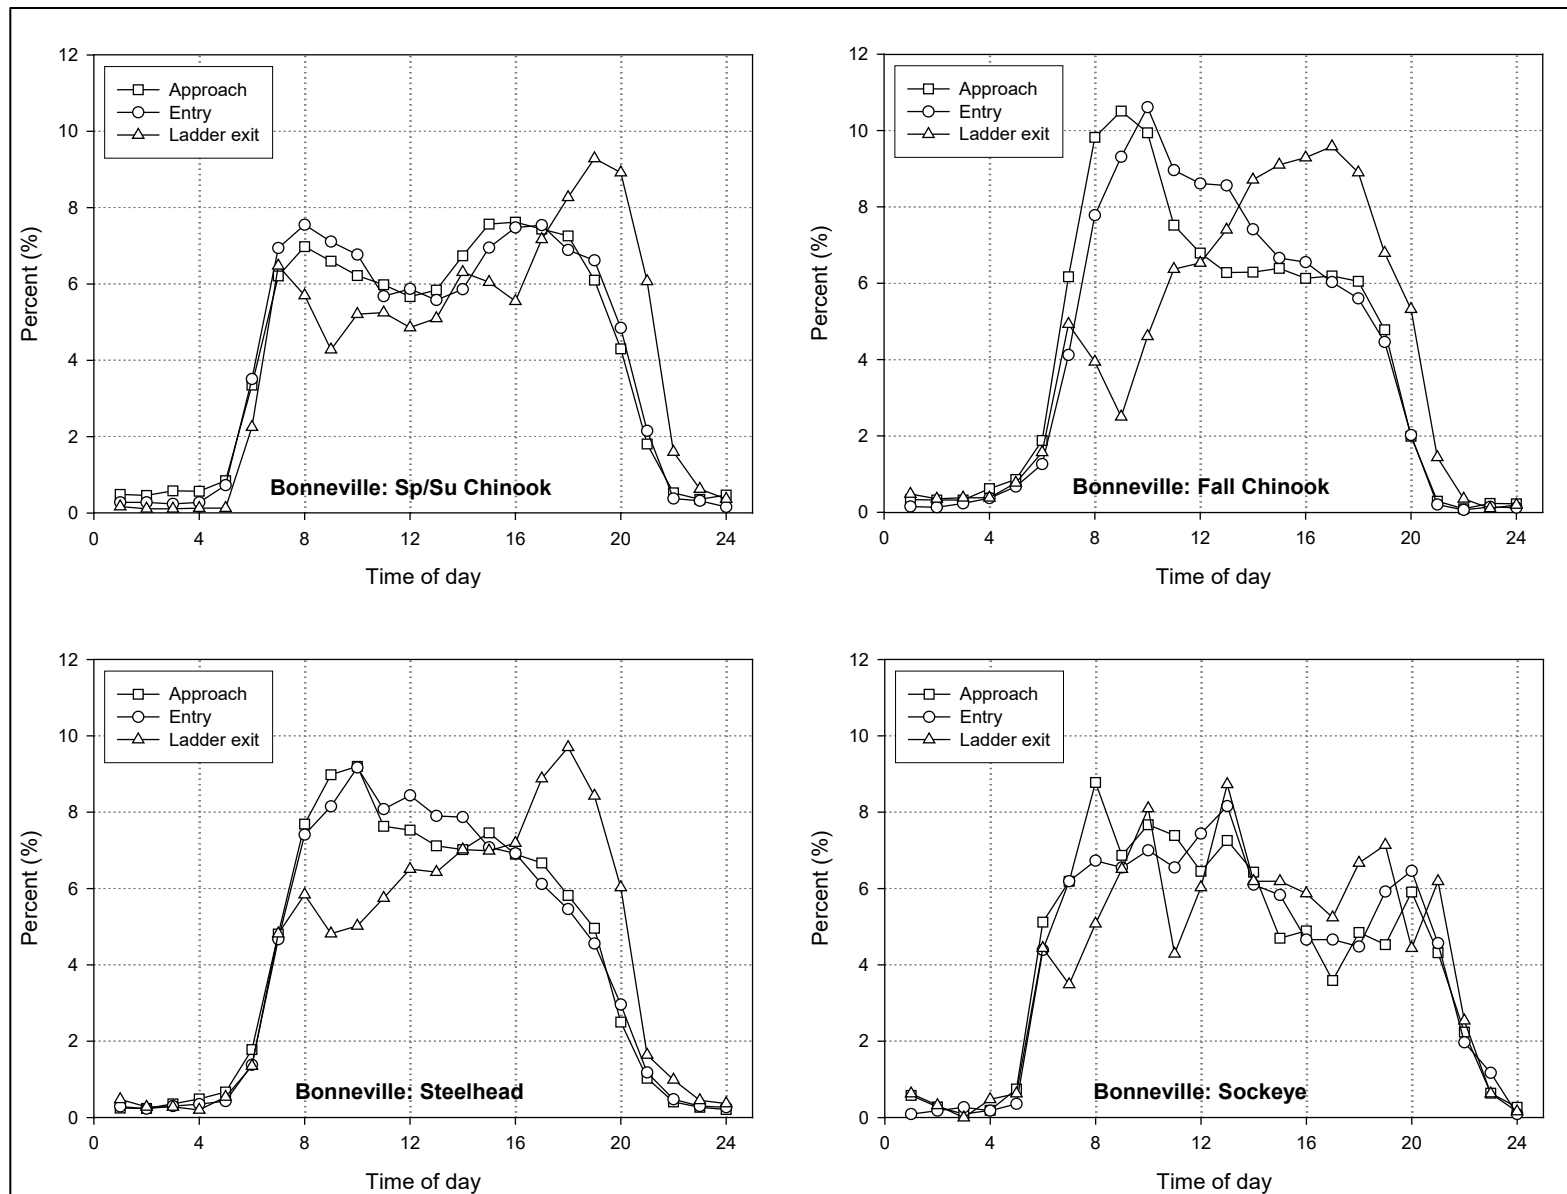 12
10
8
6
4
2
0
Percent (%)
Approach
Entry
Ladder exit
Bonneville: Sp/Su Chinook
0 4 8 12 16 20 24
Time of day
12
10
8
6
4
2
0
Percent (%)
Approach
Entry
Ladder exit
Bonneville: Fall Chinook
0 4 8 12 16 20 24
Time of day
12
10
8
6
4
2
0
Percent (%)
Approach
Entry
Ladder exit
Bonneville: Steelhead
0 4 8 12 16 20 24
Time of day
12
10
8
6
4
2
0
Percent (%)
Approach
Entry
Ladder exit
Bonneville: Sockeye
0 4 8 12 16 20 24
Time of day